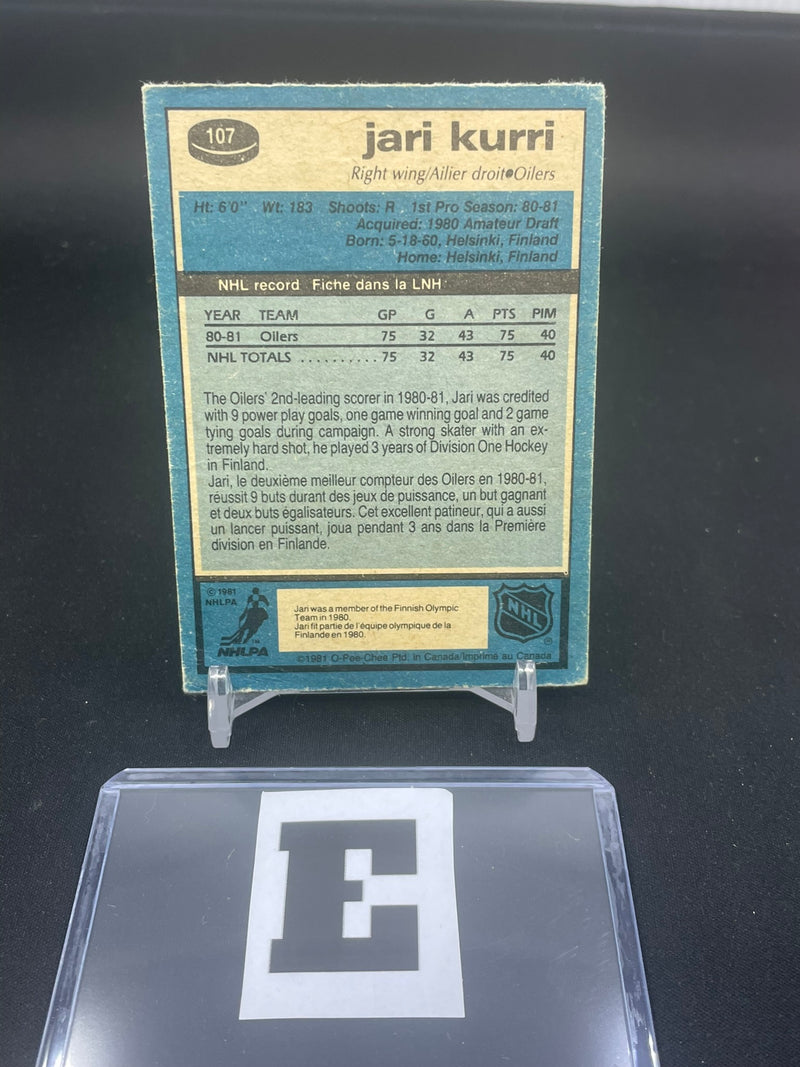 107
jari kurri
Right wing/Ailier droit●Oilers
Ht: 6'0" Wt: 183 Shoots: R . 1st Pro Season: 80-81
Acquired: 1980 Amateur Draft
Born: 5-18-60, Helsinki, Finland
Home: Helsinki, Finland
NHL record Fiche dans la LNH
YEAR TEAM GP G A PTS PIM
80-81 Oilers 75 32 43 75 40
NHL TOTALS .......... 75 32 43 75 40
The Oilers' 2nd-leading scorer in 1980-81, Jari was credited
with 9 power play goals, one game winning goal and 2 game
tying goals during campaign. A strong skater with an ex-
tremely hard shot, he played 3 years of Division One Hockey
in Finland.
Jari, le deuxième meilleur compteur des Oilers en 1980-81,
réussit 9 buts durant des jeux de puissance, un but gagnant
et deux buts égalisateurs. Cet excellent patineur, qui a aussi
un lancer puissant, joua pendant 3 ans dans la Première
division en Finlande.
© 1981
NHLPA
TM
NHLPA
Jari was a member of the Finnish Olympic
Team in 1980.
Jari fit partie de l'équipe olympique de la
Finlande en 1980.
NHL
®
©1981 O-Pee-Chee Ptd. in Canada/Imprimé au Canada
E